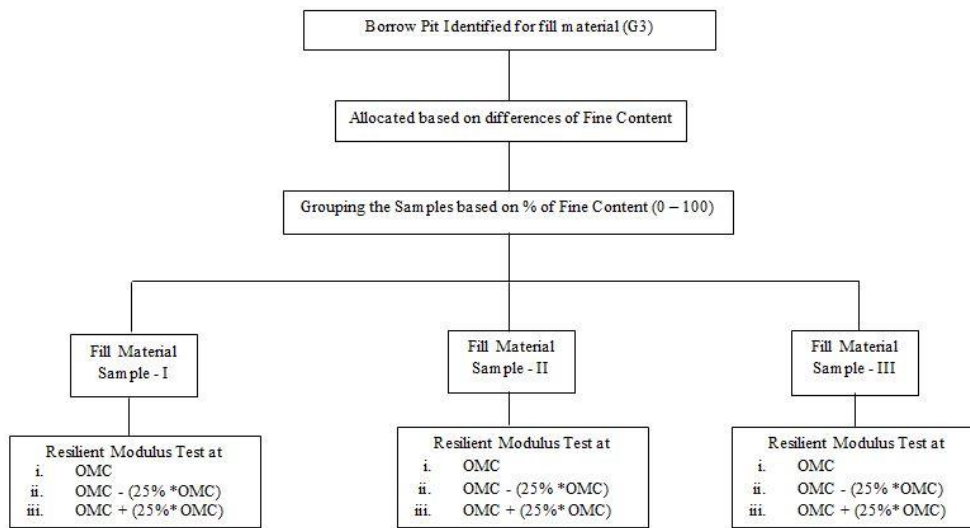 Borrow Pit Identified for fill material (G3)
Allocated based on differences of Fine Content
Grouping the Samples based on % of Fine Content (0 – 100)
Fill Material
Sample - I
Fill Material
Sample - II
Fill Material
Sample - III
Resilient Modulus Test at
i. OMC
ii. OMC - (25% *OMC)
iii. OMC + (25%* OMC)
Resilient Modulus Test at
i. OMC
ii. OMC - (25% *OMC)
iii. OMC + (25%* OMC)
Resilient Modulus Test at
i. OMC
ii. OMC - (25% *OMC)
iii. OMC + (25%* OMC)